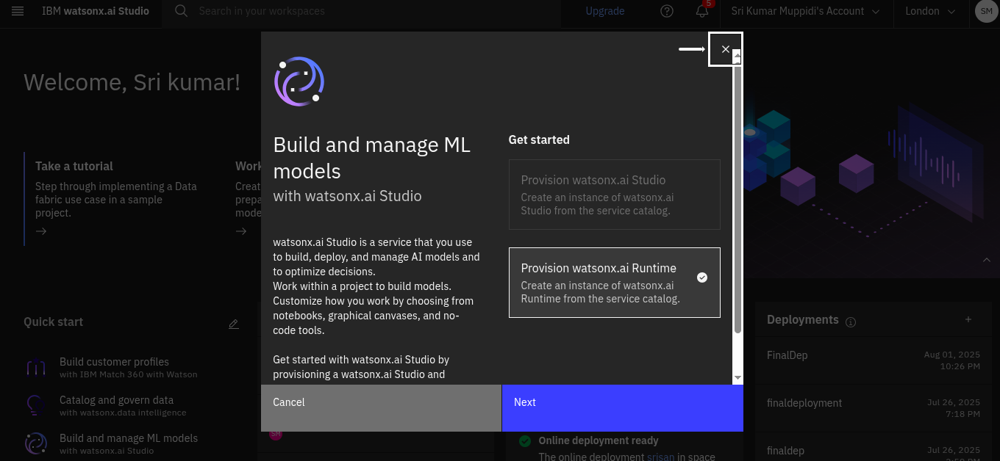 IBM watsonx.ai Studio
Search in your workspaces
Upgrade
5
Sri Kumar Muppidi's Account
London
SM
Welcome, Sri kumar!
Take a tutorial
Step through implementing a Data
fabric use case in a sample
project.
Work
Creat
prepa
mode
Build and manage ML
models
with watsonx.ai Studio
watsonx.ai Studio is a service that you use
to build, deploy, and manage AI models and
to optimize decisions.
Work within a project to build models.
Customize how you work by choosing from
notebooks, graphical canvases, and no-
code tools.
Get started with watsonx.ai Studio by
provisioning a watsonx.ai Studio and
Get started
Provision watsonx.ai Studio
Create an instance of watsonx.ai
Studio from the service catalog.
Provision watsonx.ai Runtime
Create an instance of watsonx.ai
Runtime from the service catalog.
Cancel
Next
Quick start
Build customer profiles
with IBM Match 360 with Watson
Catalog and govern data
with watsonx.data intelligence
Build and manage ML models
with watsonx.ai Studio
SM
Online deployment ready
The online deployment srisan in space
Deployments
FinalDep
Aug 01, 2025
10:26 PM
finaldeployment
Jul 26, 2025
7:18 PM
finaldep
Jul 26, 2025